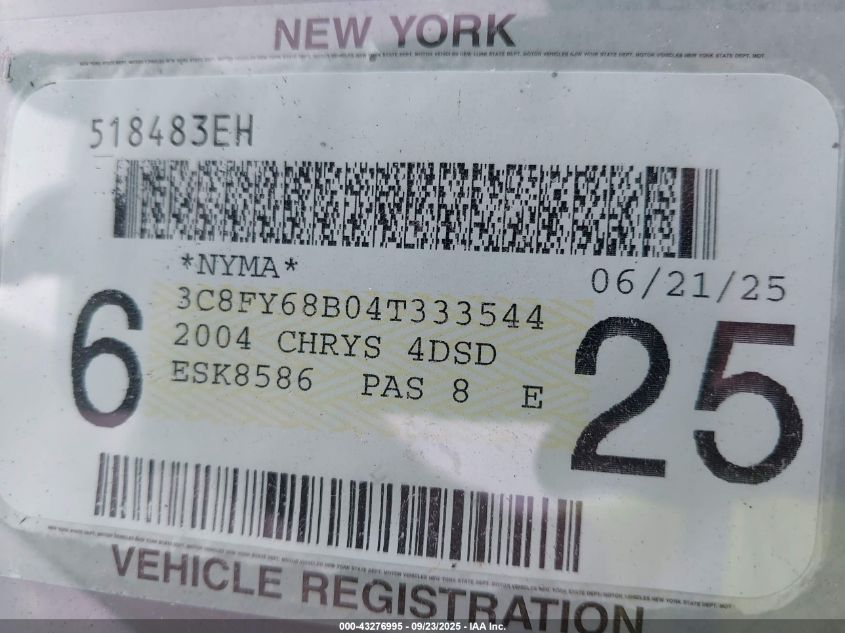 NEW YORK
518483EH
*NYMA*
06/21/25
3C8FY68B04T333544
2004 CHRYS 4DSD
ESK8586 PAS 8 E
6 25
VEHICLE REGISTRATION
000-43276995 - 09/23/2025 - IAA Inc.